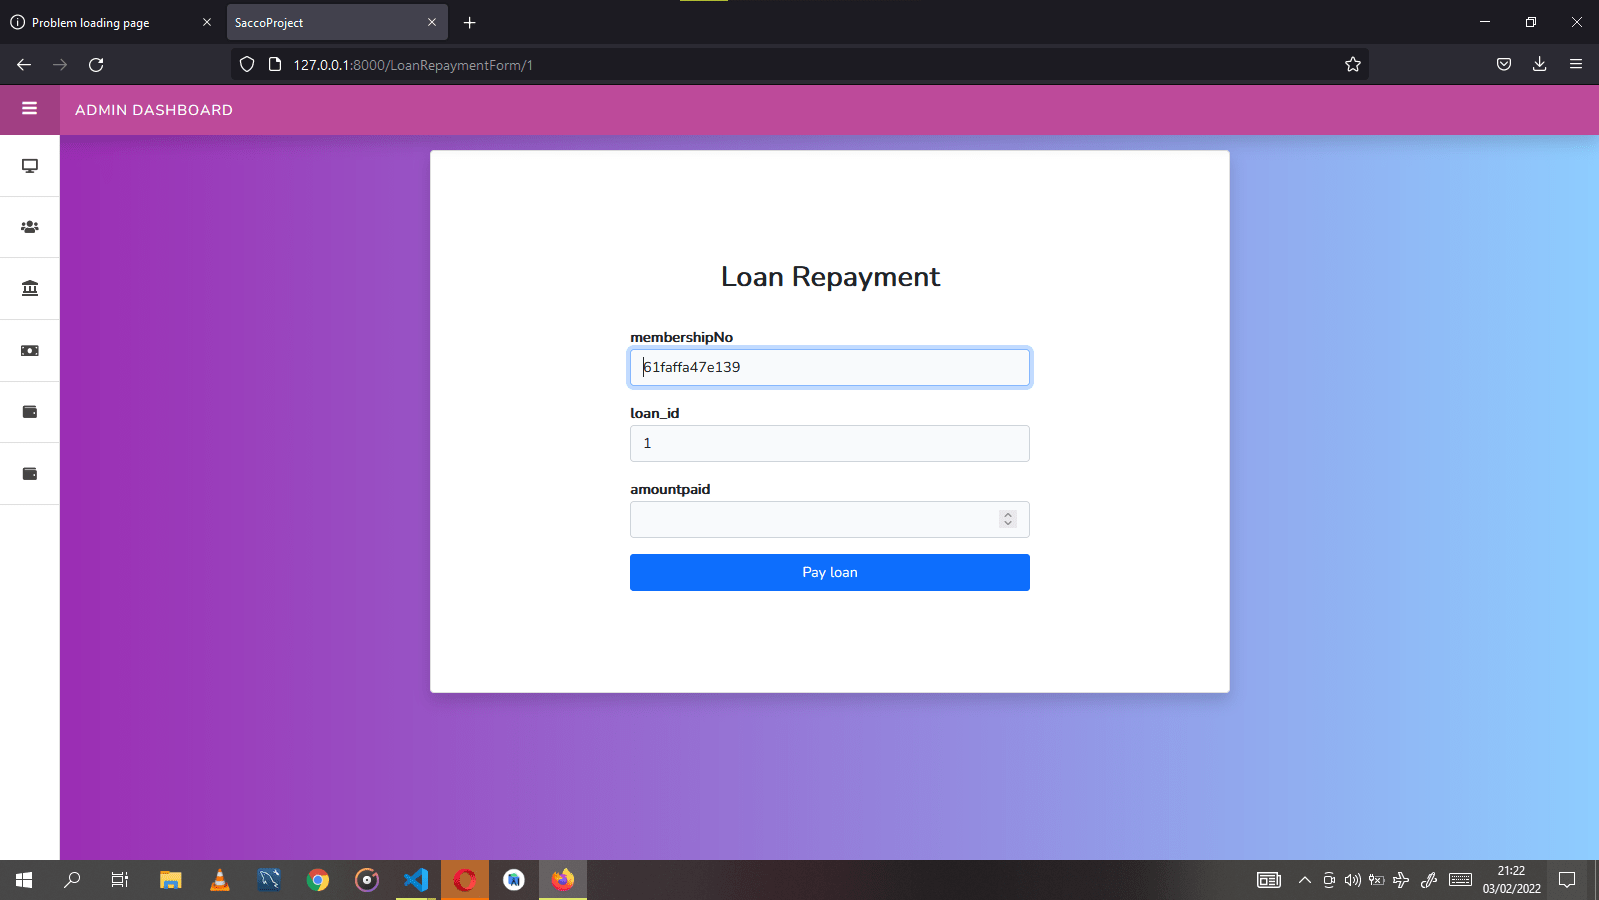 Problem loading page
SaccoProject
127.0.0.1:8000/LoanRepaymentForm/1
ADMIN DASHBOARD
Loan Repayment
membershipNo
61faffa47e139
loan_id
1
amountpaid
Pay loan
21:22
03/02/2022